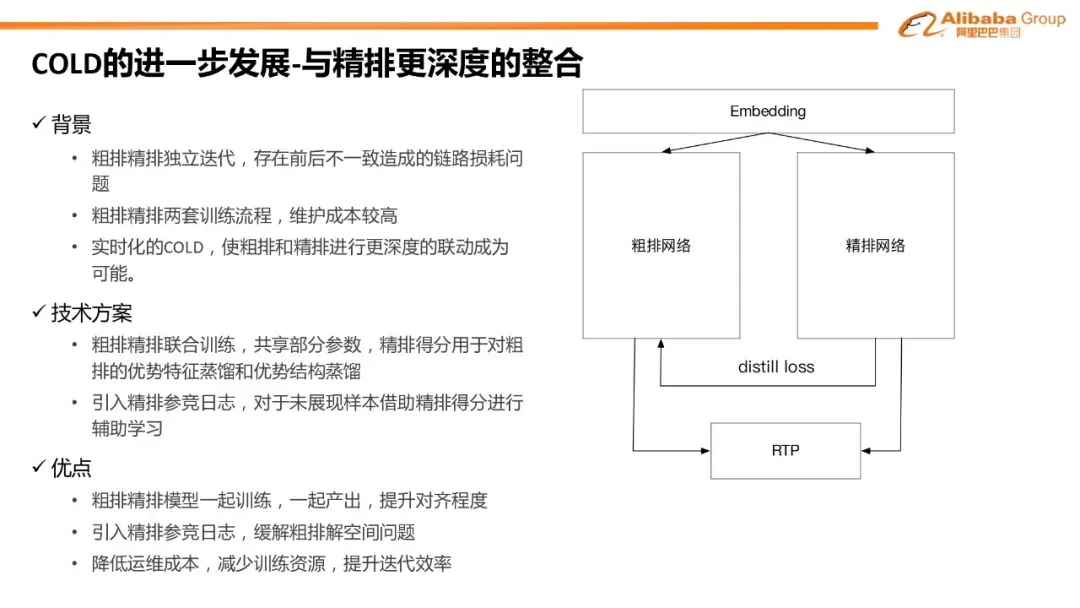 Alibaba Group
阿里巴巴集团
COLD的进一步发展-与精排更深度的整合
✓ 背景
• 粗排精排独立迭代，存在前后不一致造成的链路损耗问
题
• 粗排精排两套训练流程，维护成本较高
• 实时化的COLD，使粗排和精排进行更深度的联动成为
可能。
✓ 技术方案
• 粗排精排联合训练，共享部分参数，精排得分用于对粗
排的优势特征蒸馏和优势结构蒸馏
• 引入精排参竞日志，对于未展现样本借助精排得分进行
辅助学习
✓ 优点
• 粗排精排模型一起训练，一起产出，提升对齐程度
• 引入精排参竞日志，缓解粗排解空间问题
• 降低运维成本，减少训练资源，提升迭代效率
Embedding
粗排网络
精排网络
distill loss
RTP